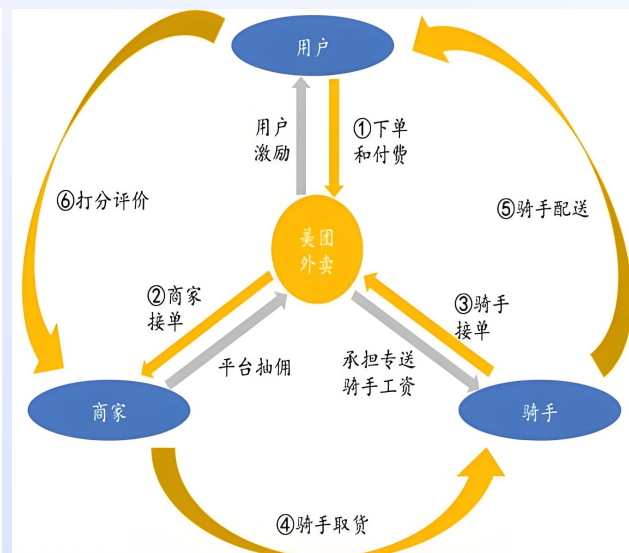 用户
用户
激励
①下单
和付费
⑥打分评价
⑤骑手配送
美团
外卖
②商家
接单
③骑手
接单
平台抽佣
承担专送
骑手工资
商家
骑手
④骑手取货